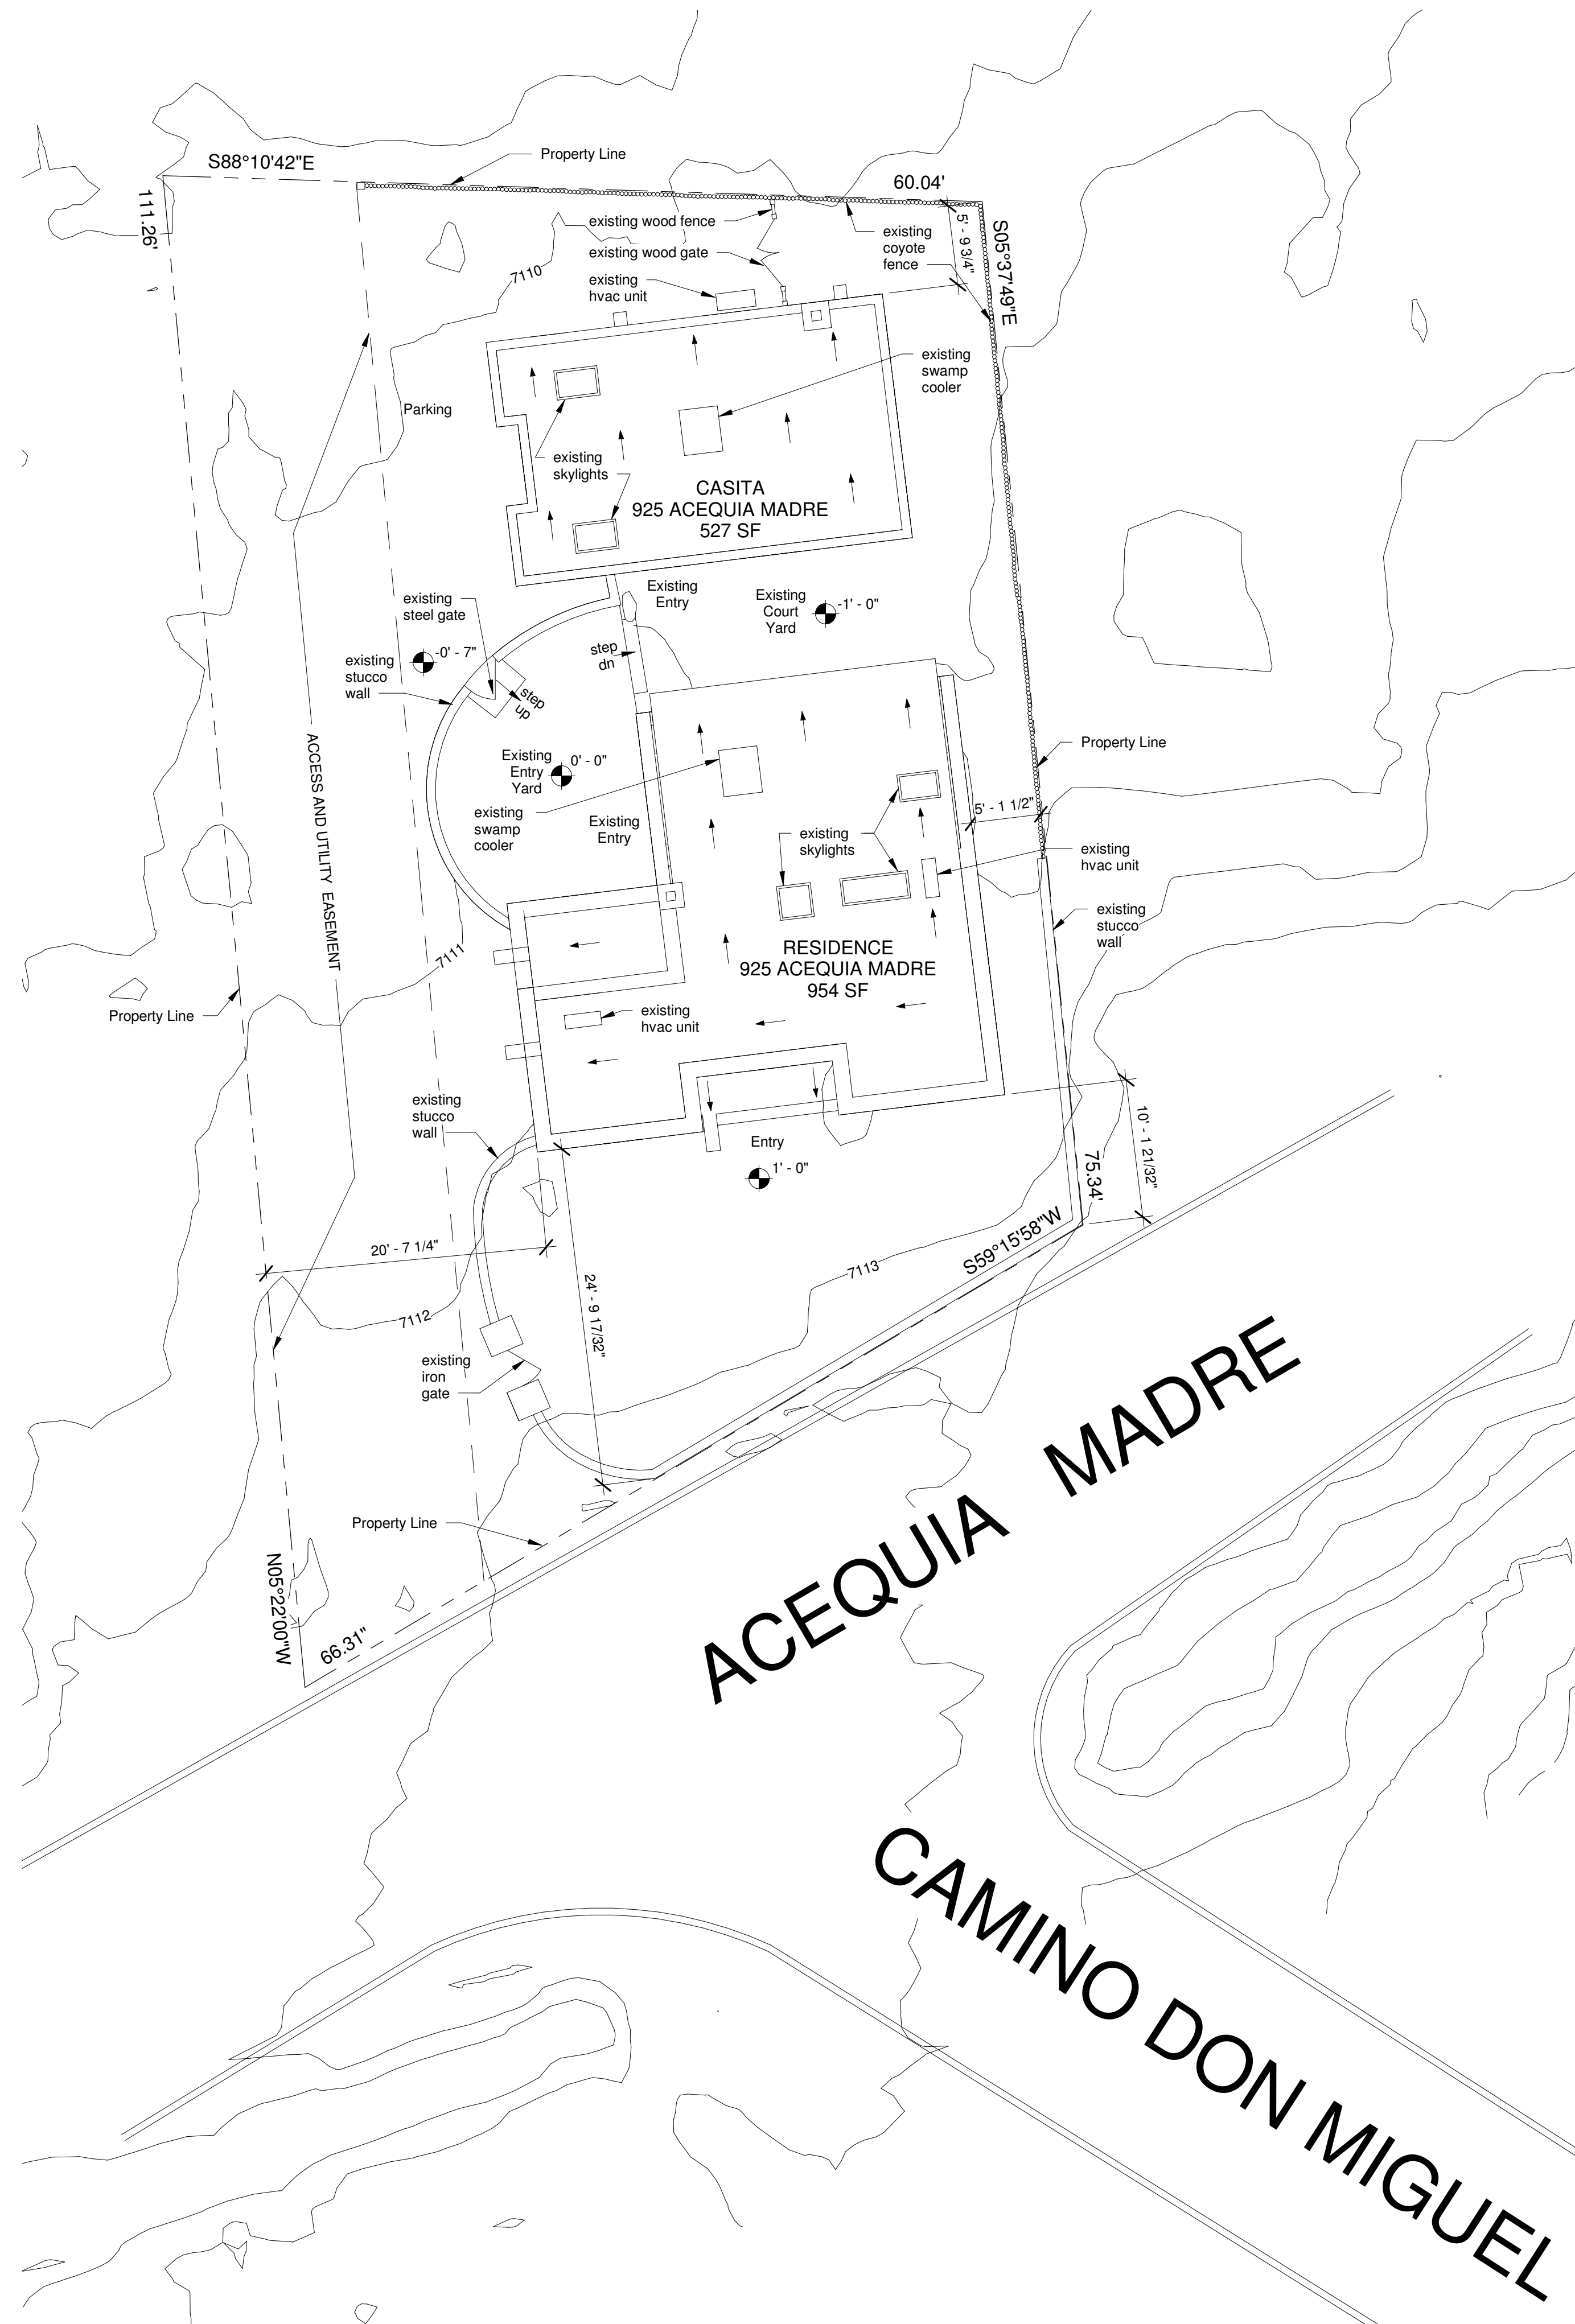 S88°10'42"E
Property Line
60.04'
111.26'
existing wood fence
5' - 9 3/4"
S05°37'49"E
existing
coyote
fence
existing wood gate
7110
existing
hvac unit
existing
swamp
cooler
Parking
existing
skylights
CASITA
925 ACEQUIA MADRE
527 SF
Existing
Entry
Existing
Court
Yard
-1' - 0"
existing
steel gate
step
dn
-0' - 7"
existing
stucco
wall
step
up
ACCESS AND UTILITY EASEMENT
Existing
Entry
Yard
0' - 0"
Property Line
existing
swamp
cooler
Existing
Entry
5' - 1 1/2"
existing
skylights
existing
hvac unit
existing
stucco
wall
7111
RESIDENCE
925 ACEQUIA MADRE
954 SF
Property Line
existing
hvac unit
existing
stucco
wall
Entry
1' - 0"
10' - 1 21/32"
75.34'
S59°15'58"W
20' - 7 1/4"
7113
24' - 9 17/32"
7112
existing
iron
gate
Property Line
N05°22'00"W
66.31"
ACEQUIA MADRE
CAMINO DON MIGUEL